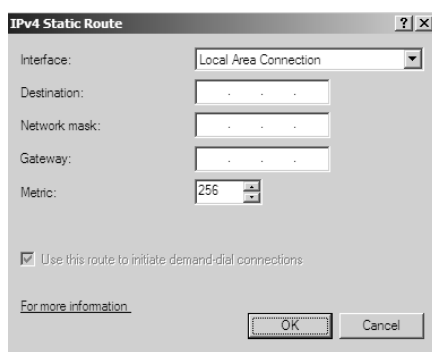 IPv4 Static Route
Interface: Local Area Connection
Destination: . . .
Network mask: . . .
Gateway: . . .
Metric: 256
Use this route to initiate demand-dial connections
For more information
OK Cancel